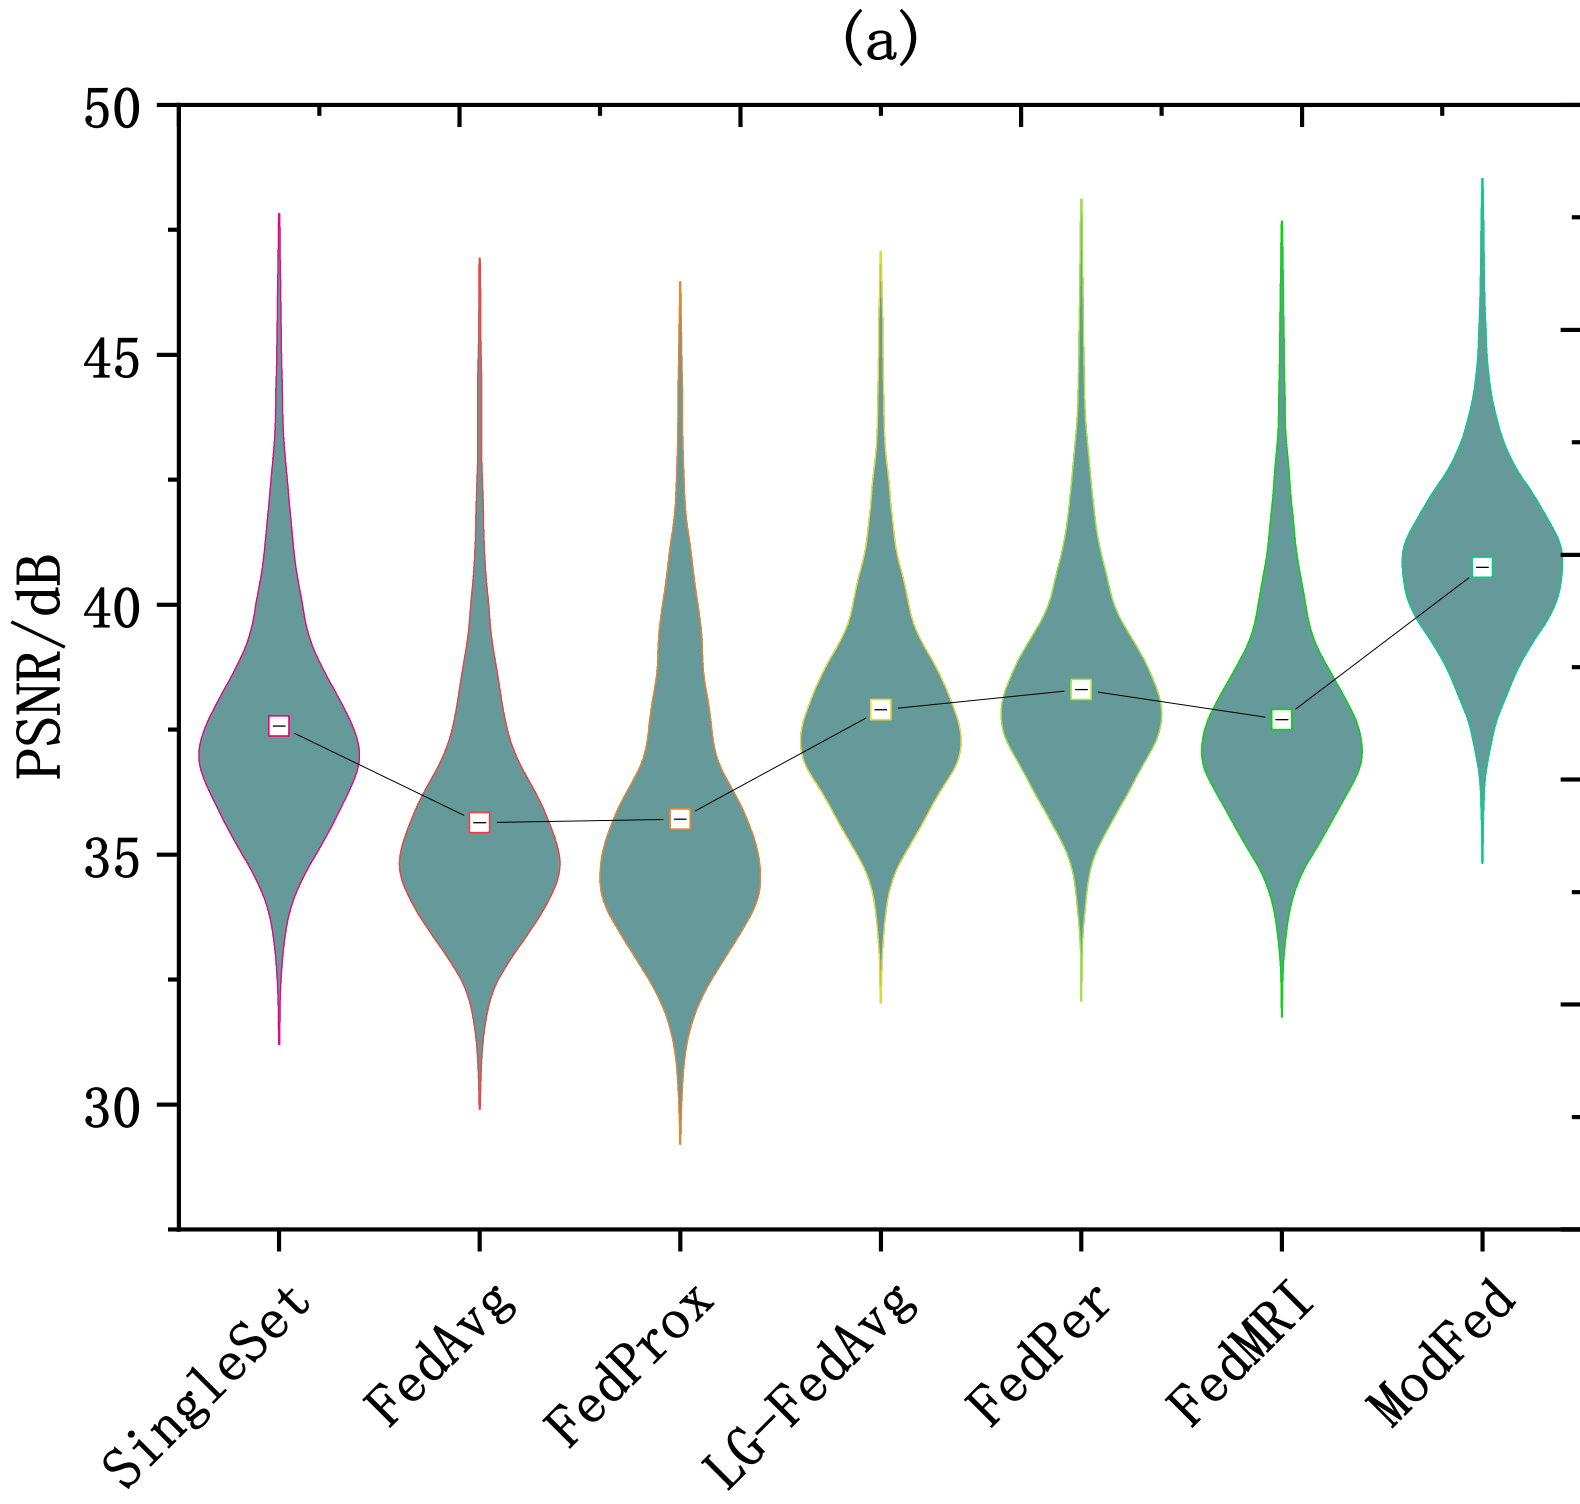 (a)
50
45
40
35
30
PSNR/dB
SingleSet
FedAvg
FedProx
LG-FedAvg
FedPer
FedMRI
ModFed